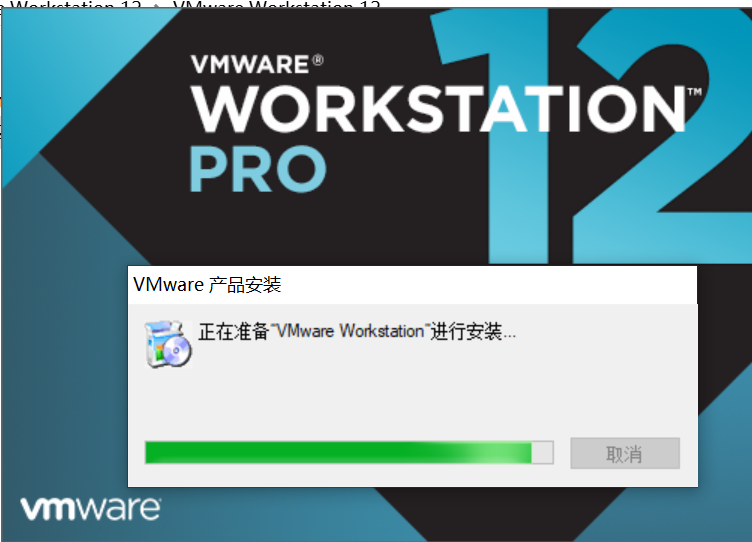 Workstation 12 > VMware Workstation 12
VMWARE®
WORKSTATION™
PRO
12
VMware 产品安装
正在准备"VMware Workstation"进行安装...
取消
vmware